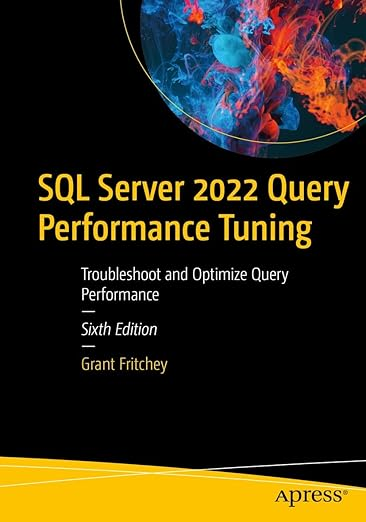 SQL Server 2022 Query
Performance Tuning
Troubleshoot and Optimize Query
Performance
—
Sixth Edition
—
Grant Fritchey
Apress®